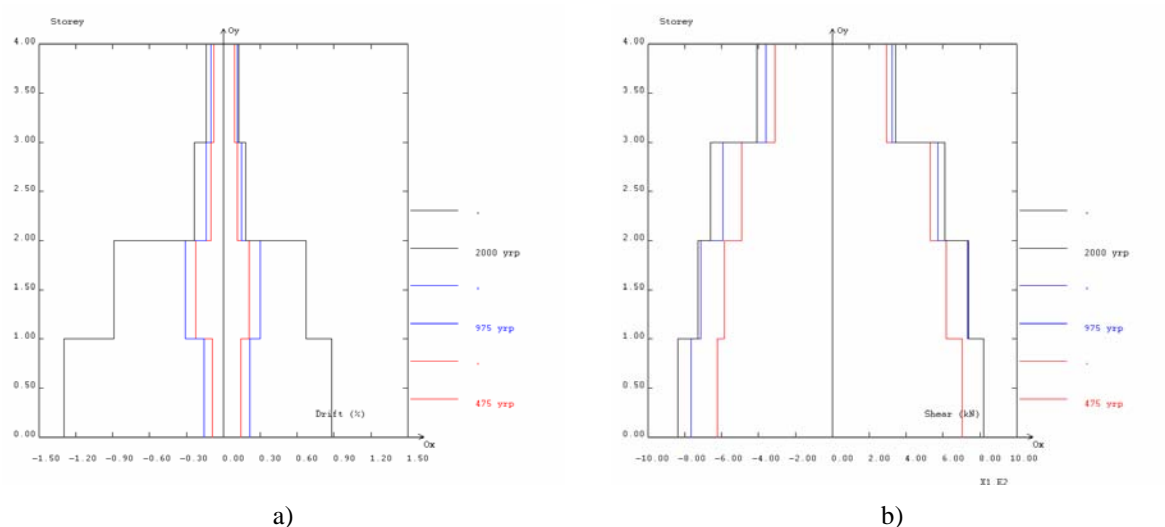 Storey
Oy
4.00
3.50
3.00
2.50
2.00
1.50
1.00
0.50
0.00
2000 yrp
975 yrp
475 yrp
Drift (%)
Ox
-1.50 -1.20 -0.90 -0.60 -0.30 0.00 0.30 0.60 0.90 1.20 1.50
a)
Storey
Oy
4.00
3.50
3.00
2.50
2.00
1.50
1.00
0.50
0.00
2000 yrp
975 yrp
475 yrp
Shear (kN)
Ox
-10.00 -8.00 -6.00 -4.00 -2.00 0.00 2.00 4.00 6.00 8.00 10.00
X1 E2
b)